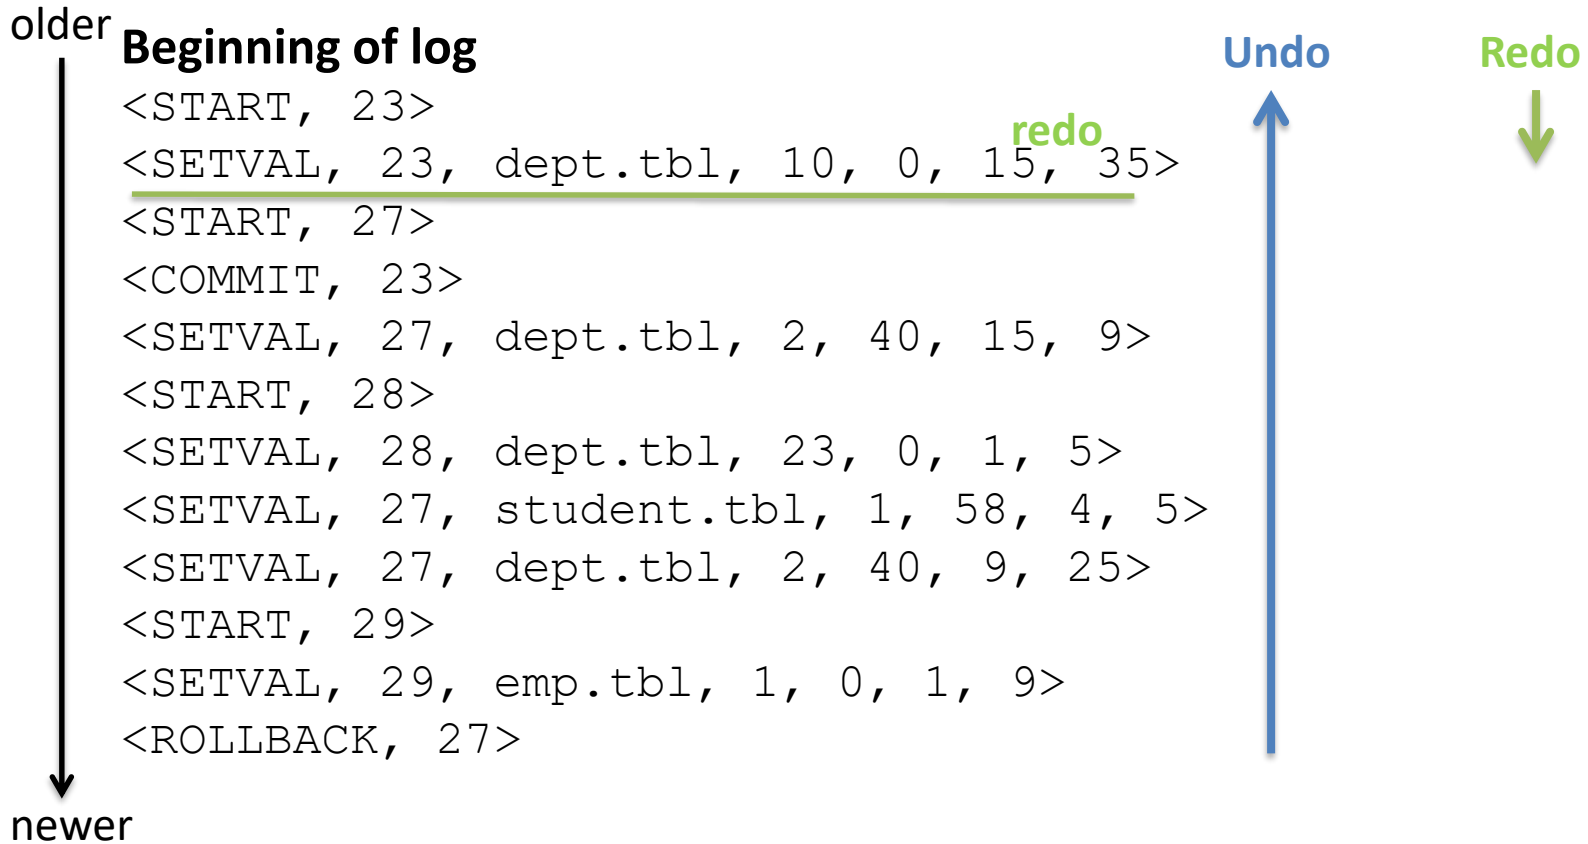 older
Beginning of log
Undo
Redo
<START, 23>
redo
<SETVAL, 23, dept.tbl, 10, 0, 15, 35>
<START, 27>
<COMMIT, 23>
<SETVAL, 27, dept.tbl, 2, 40, 15, 9>
<START, 28>
<SETVAL, 28, dept.tbl, 23, 0, 1, 5>
<SETVAL, 27, student.tbl, 1, 58, 4, 5>
<SETVAL, 27, dept.tbl, 2, 40, 9, 25>
<START, 29>
<SETVAL, 29, emp.tbl, 1, 0, 1, 9>
<ROLLBACK, 27>
newer